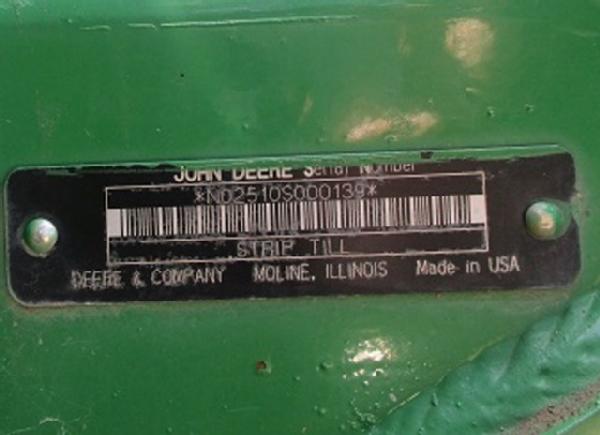 JOHN DEERE Serial Number
*N02510S000139*
STRIP TILL
DEERE & COMPANY MOLINE, ILLINOIS Made in USA